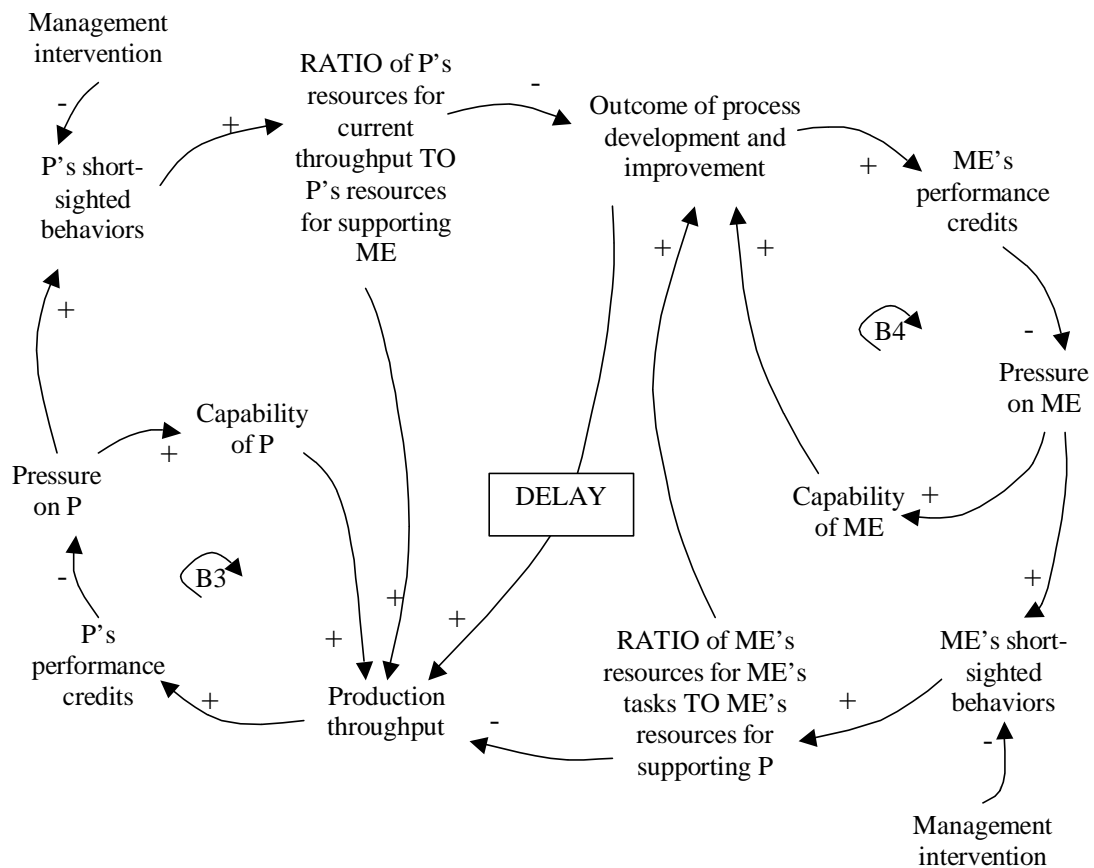 Management
intervention
-
P's short-
sighted
behaviors
+
RATIO of P's
resources for
current
throughput TO
P's resources
for supporting
ME
-
Outcome of process
development and
improvement
+
ME's
performance
credits
+
+
+
B4
-
Pressure
on ME
Capability
of P
+
Pressure
on P
DELAY
Capability
of ME
+
B3
-
+
+
+
+
P's
performance
credits
+
Production
throughput
-
RATIO of ME's
resources for ME's
tasks TO ME's
resources for
supporting P
+
ME's short-
sighted
behaviors
-
Management
intervention